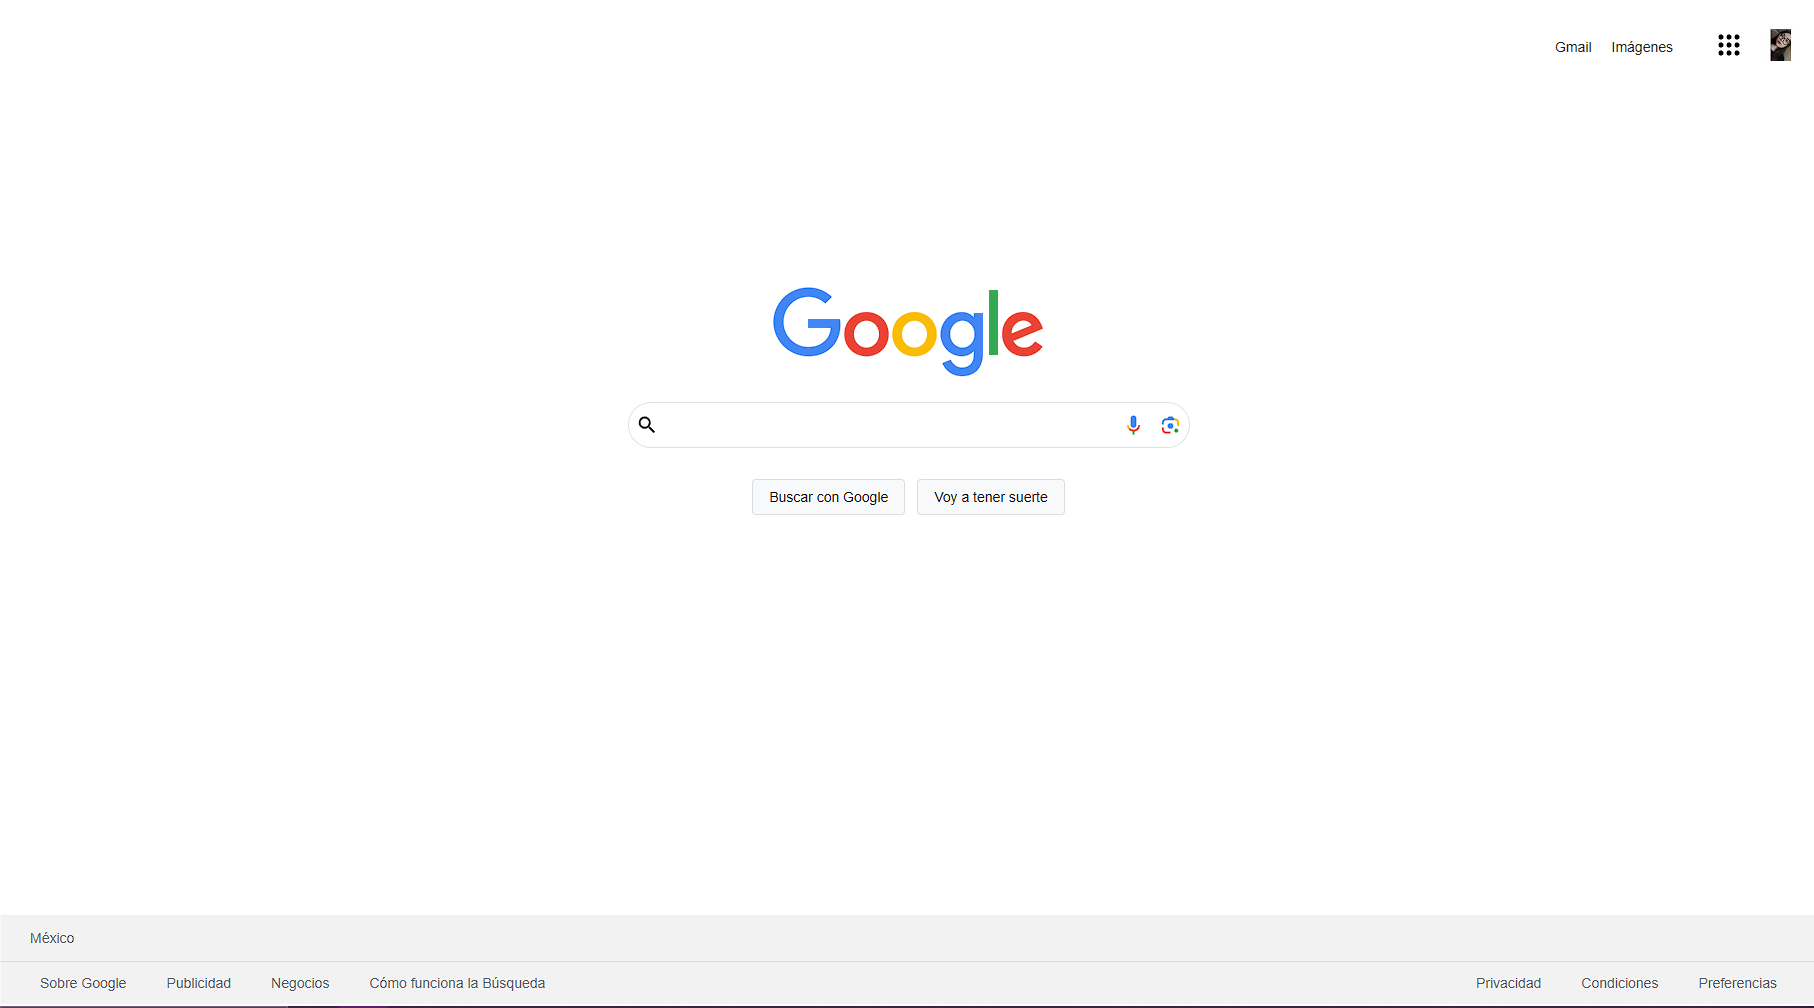 Gmail Imágenes
Google
Buscar con Google Voy a tener suerte
México
Sobre Google Publicidad Negocios Cómo funciona la Búsqueda Privacidad Condiciones Preferencias